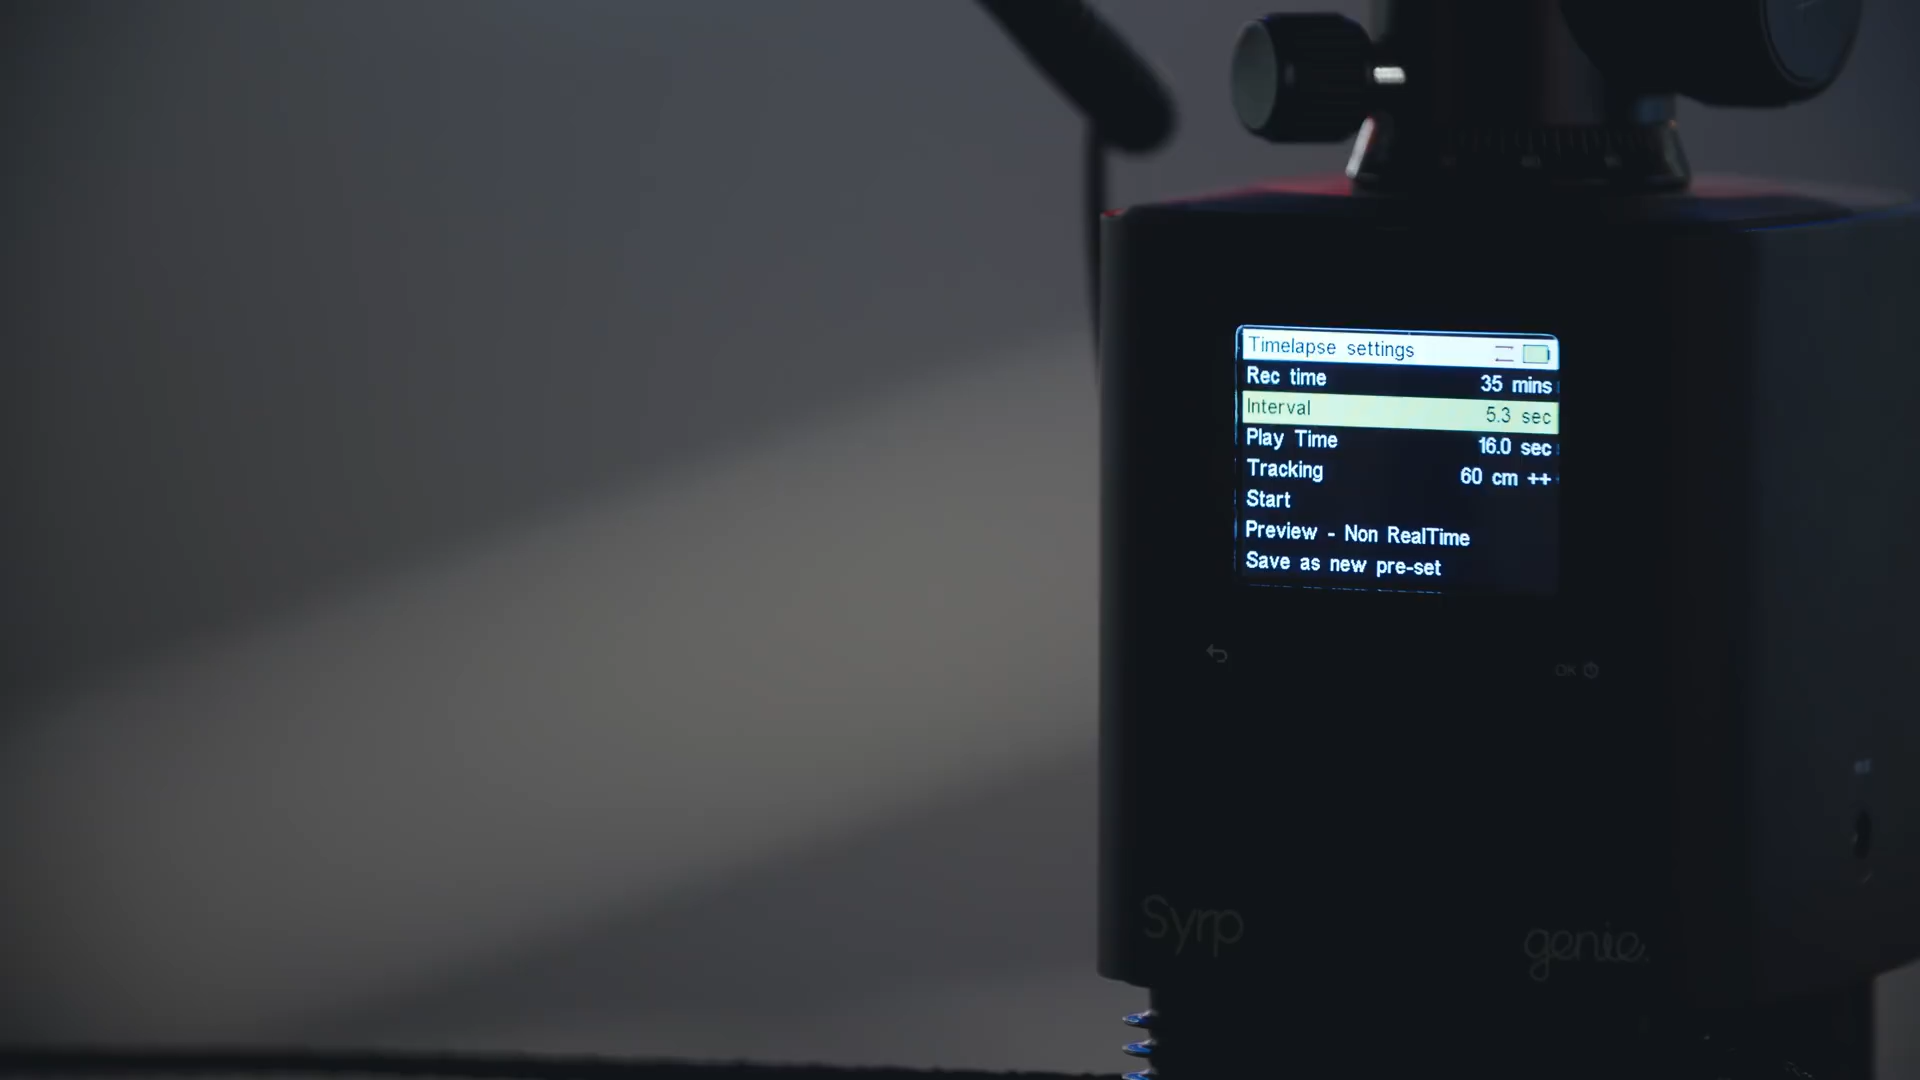 Timelapse settings
Rec time 35 mins
Interval 5.3 sec
Play Time 16.0 sec
Tracking 60 cm ++
Start
Preview - Non RealTime
Save as new pre-set
OK
Syrp
genie.